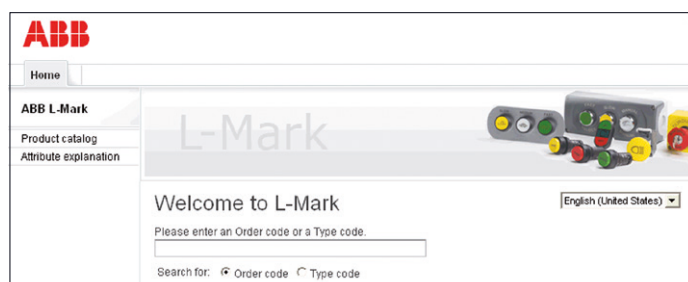 ABB
Home
ABB L-Mark
L-Mark
Product catalog
Attribute explanation
Welcome to L-Mark
English (United States)
Please enter an Order code or a Type code.
Search for: Order code Type code